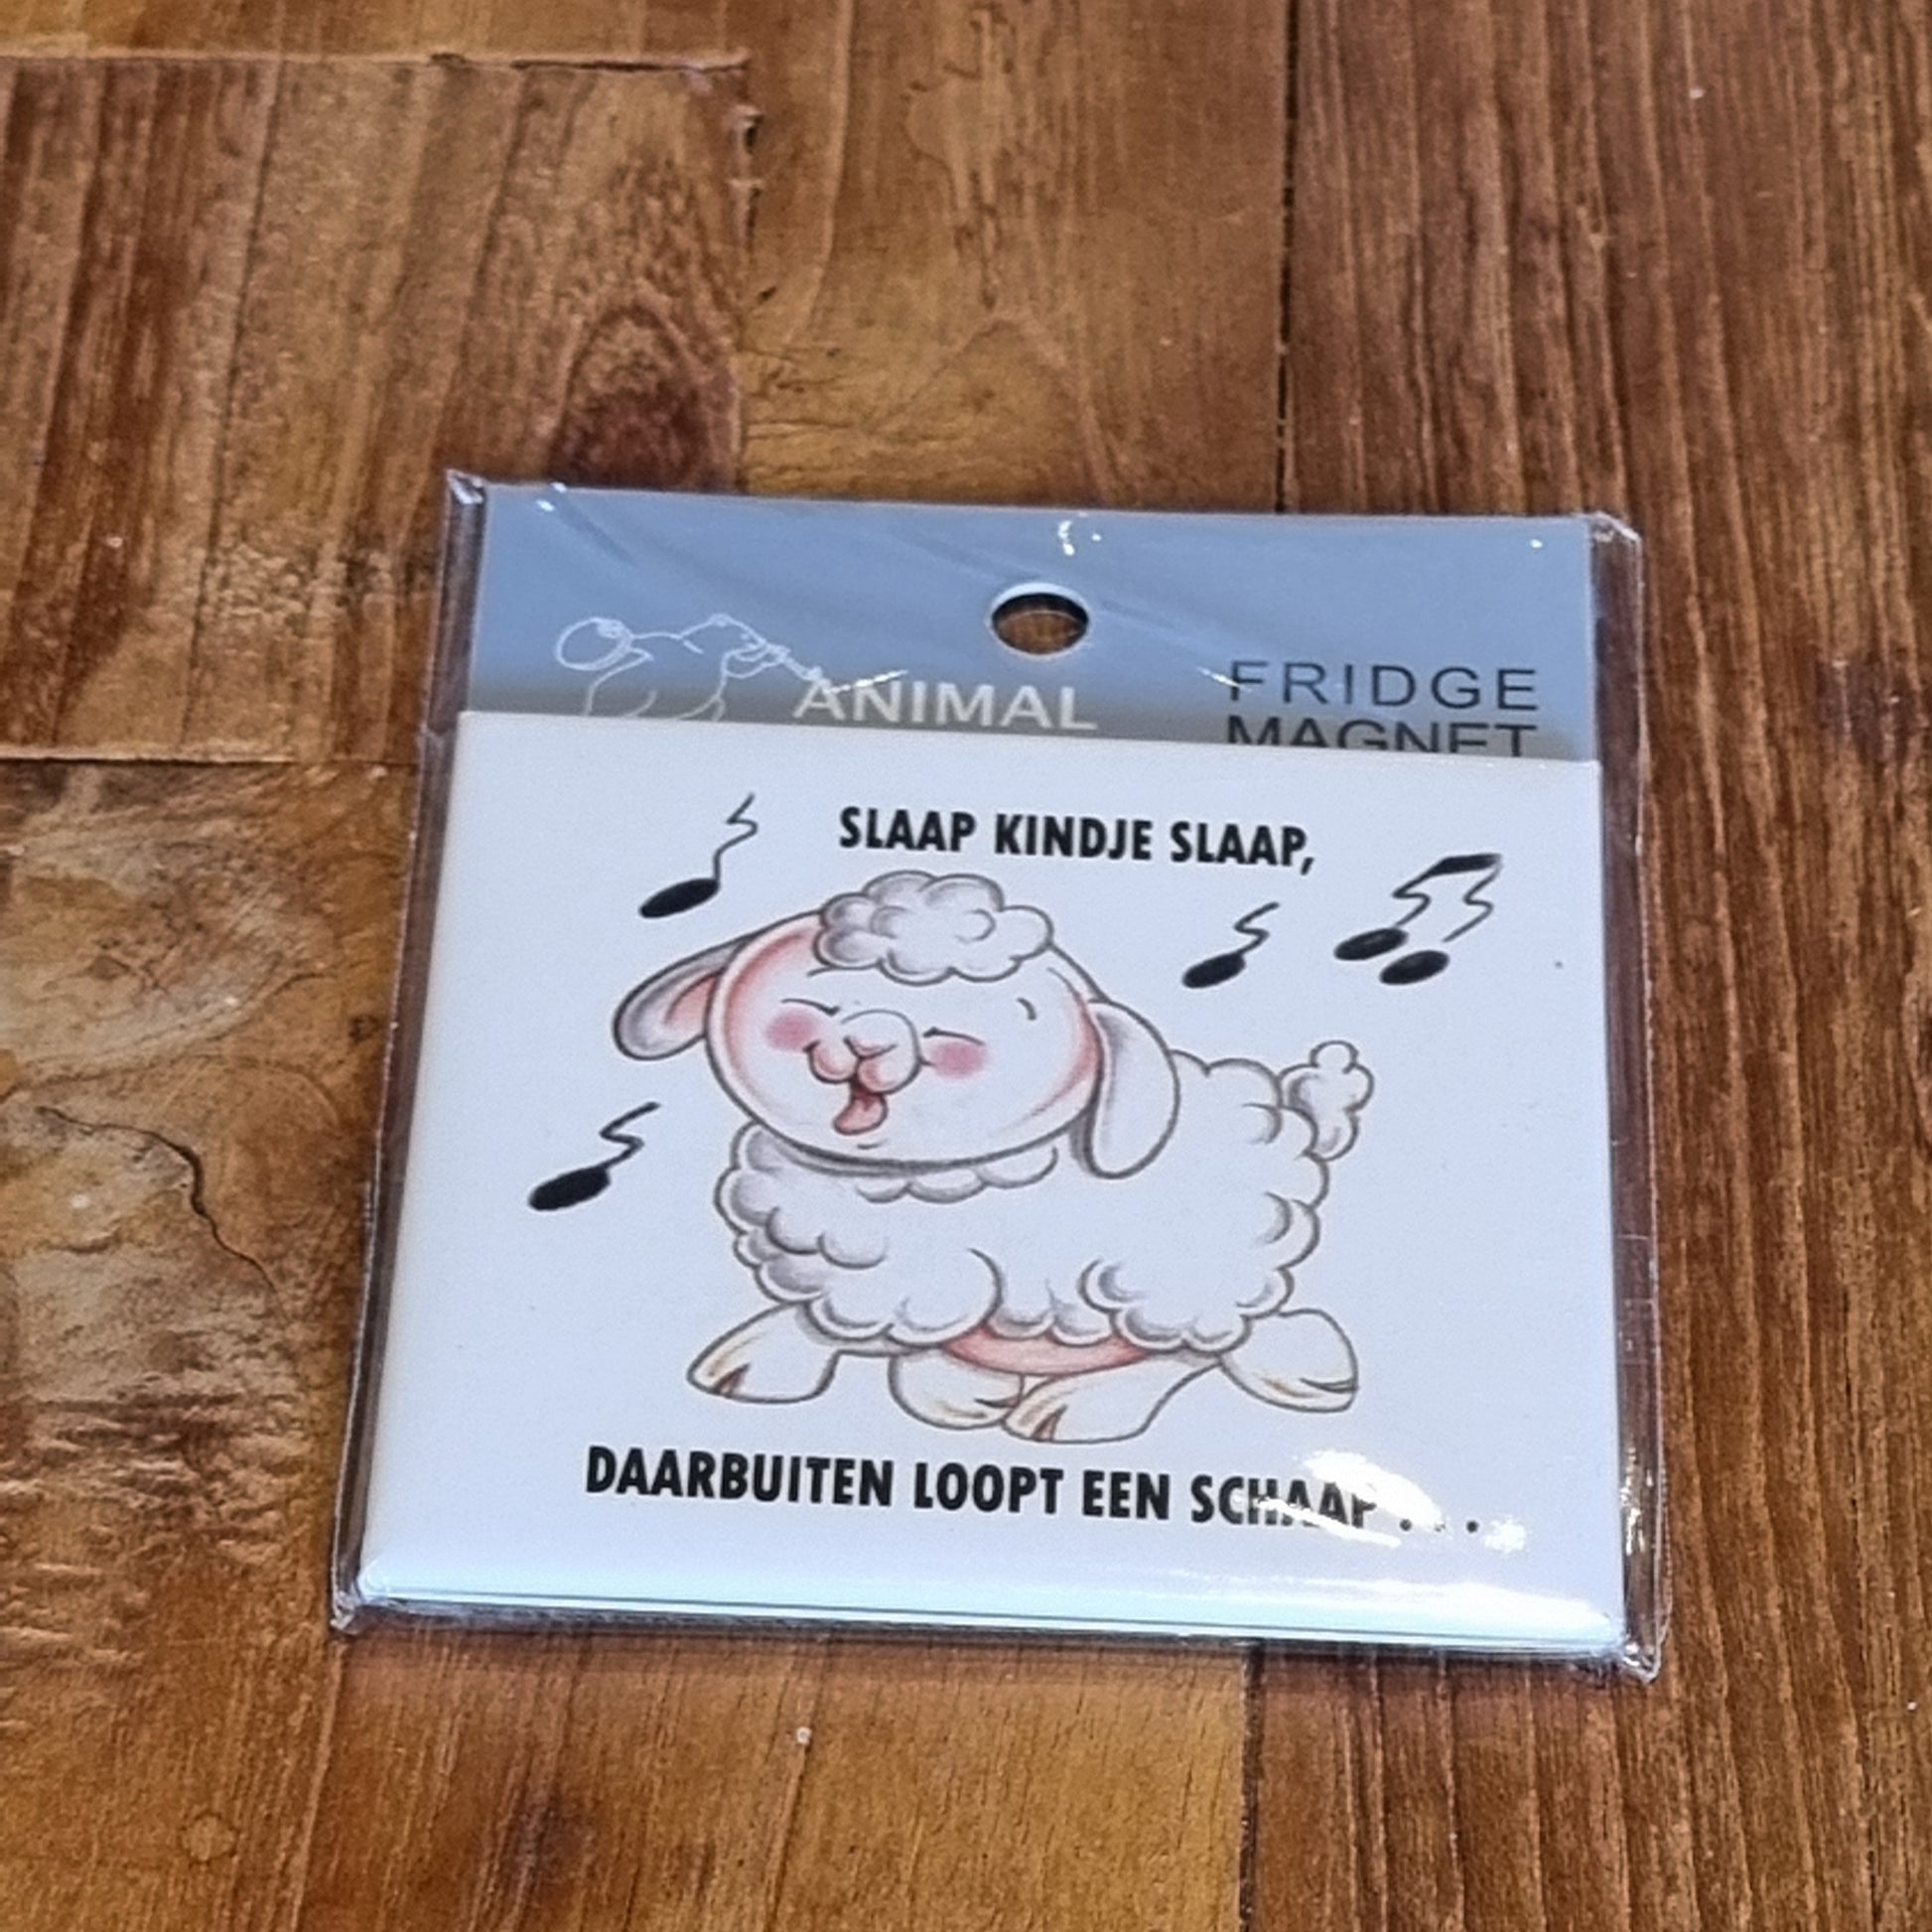 ANIMAL
FRIDGE
MAGNET
SLAAP KINDJE SLAAP,
DAARBUITEN LOOPT EEN SCHAAP . . .